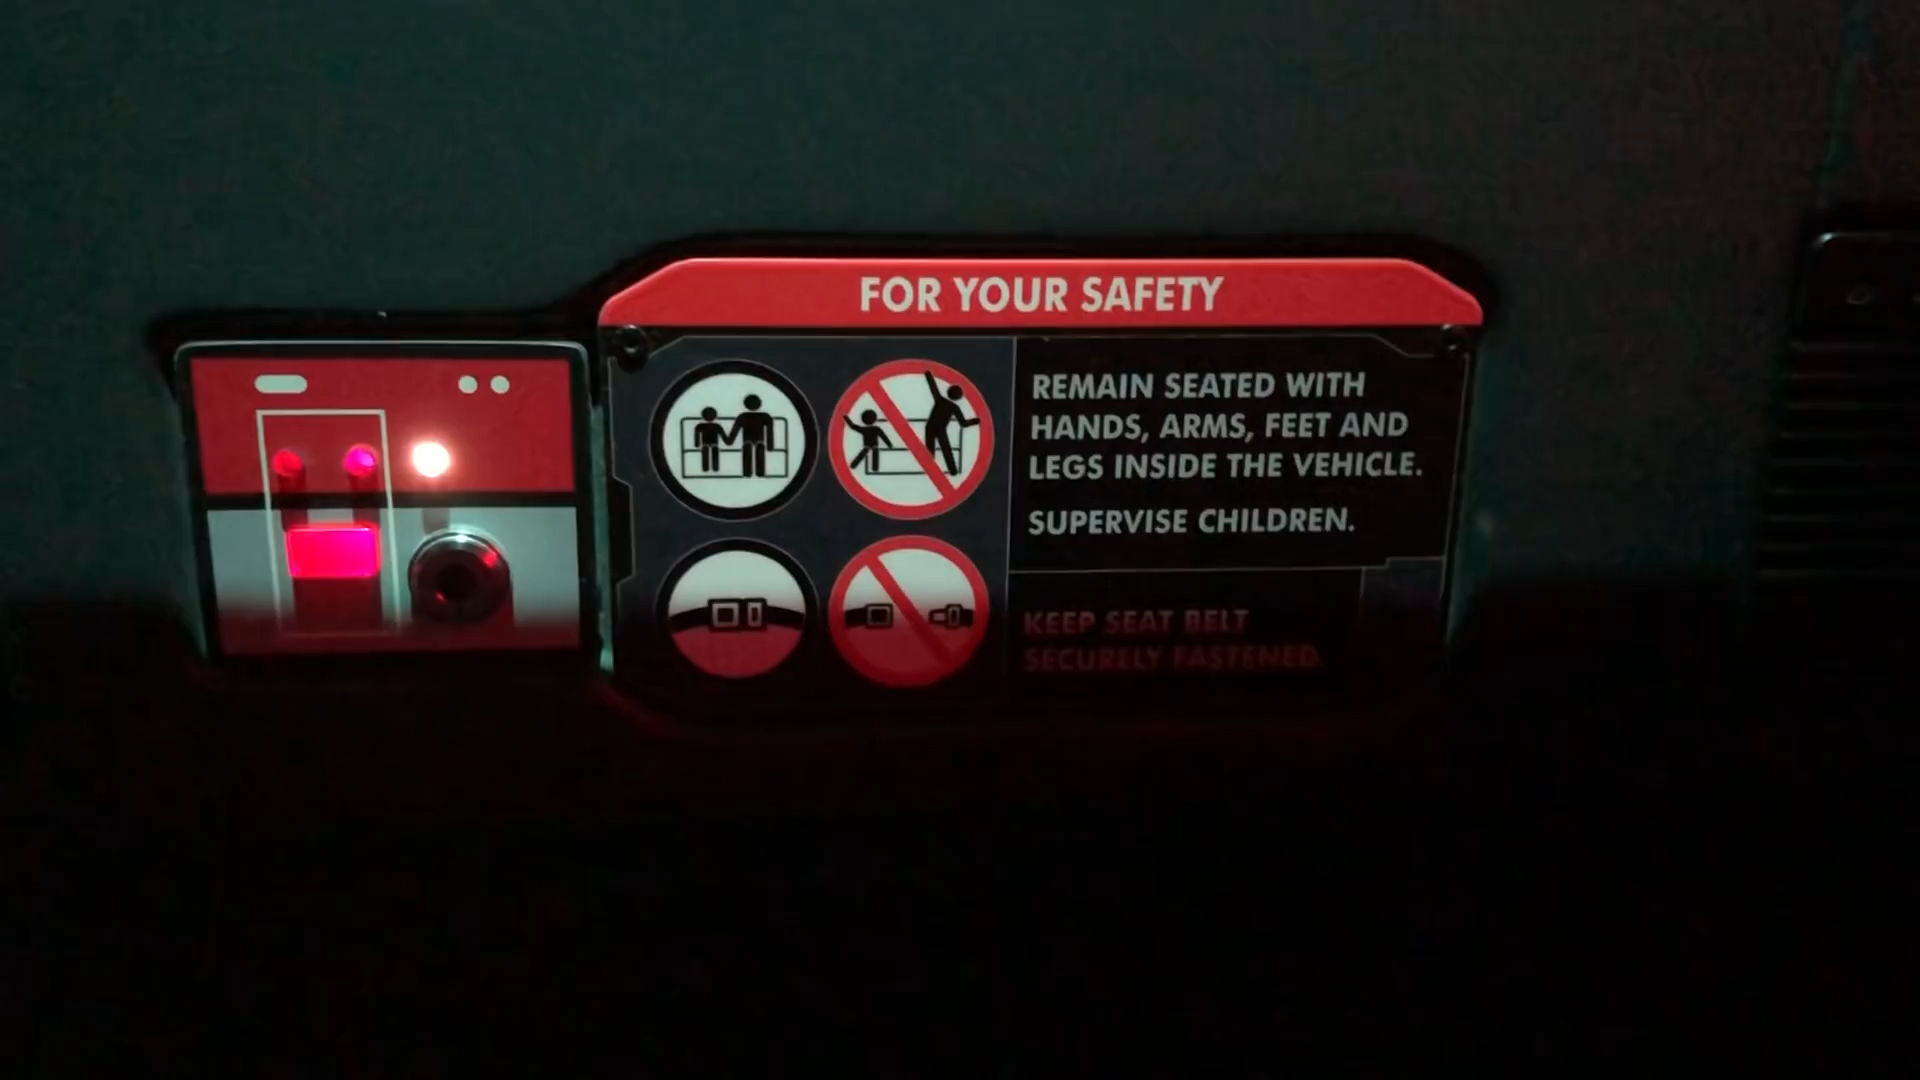 FOR YOUR SAFETY
REMAIN SEATED WITH
HANDS, ARMS, FEET AND
LEGS INSIDE THE VEHICLE.
SUPERVISE CHILDREN.
KEEP SEAT BELT
SECURELY FASTENED.